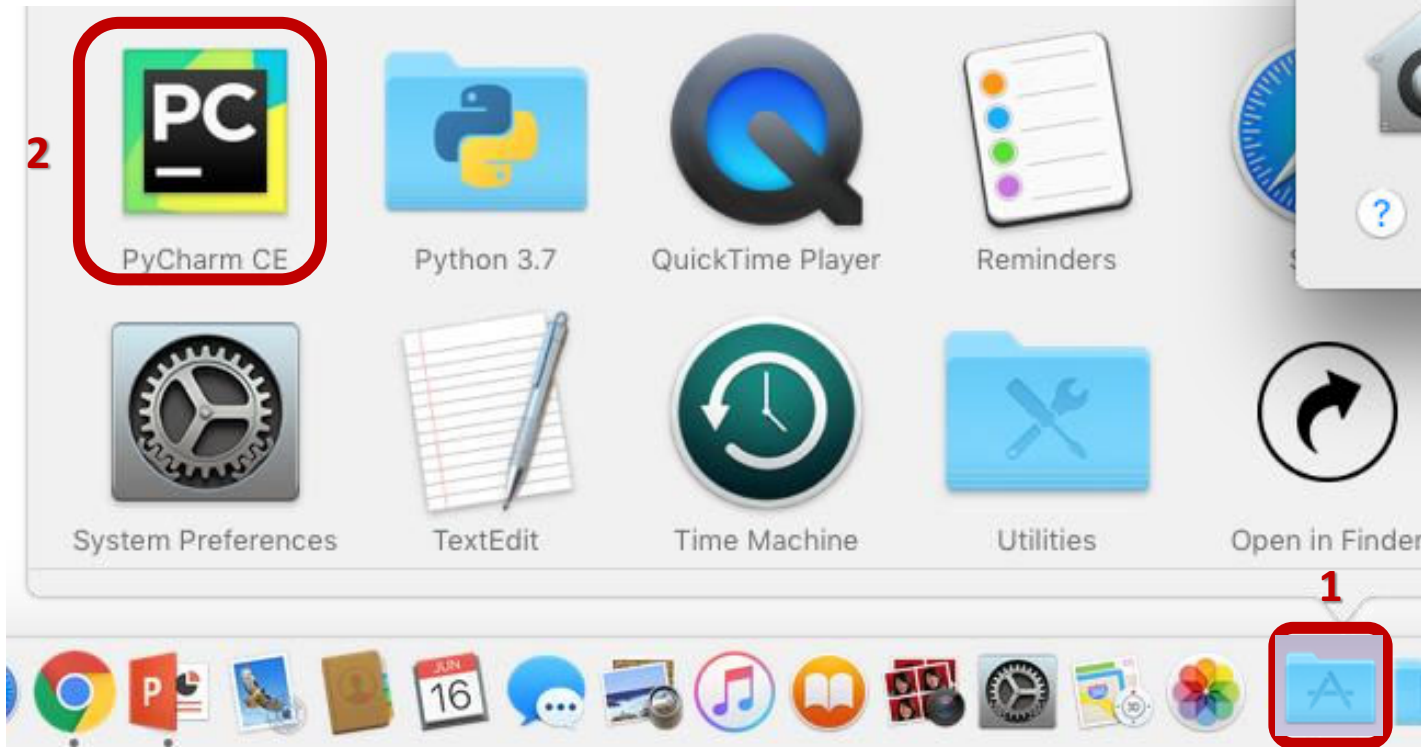 PC
2
?
PyCharm CE
Python 3.7
QuickTime Player
Reminders
System Preferences
TextEdit
Time Machine
Utilities
Open in Finder
1
P
JUN
16
3D